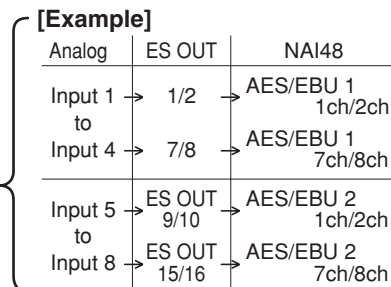 [Example]
Analog ES OUT NAI48
Input 1 → 1/2 → AES/EBU 1
1ch/2ch
to
Input 4 → 7/8 → AES/EBU 1
7ch/8ch
Input 5 → ES OUT 9/10 → AES/EBU 2
1ch/2ch
to
Input 8 → ES OUT 15/16 → AES/EBU 2
7ch/8ch